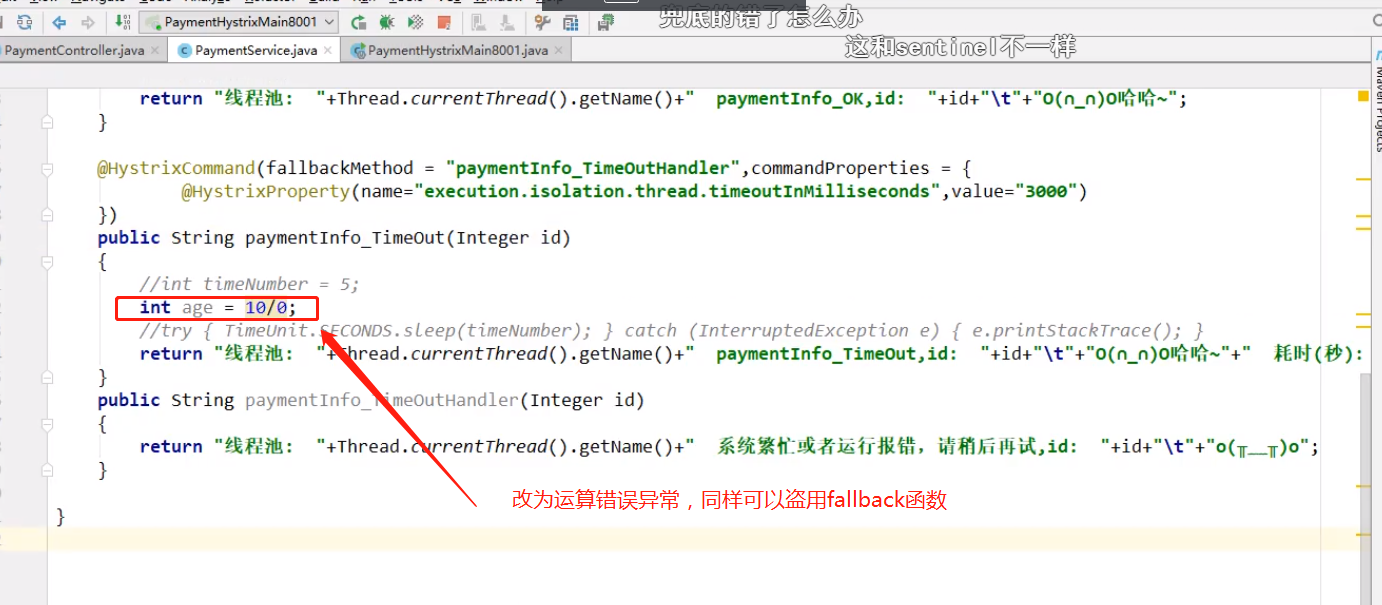 PaymentHystrixMain8001
兜底的错了怎么办
这和sentinel不一样
PaymentController.java
PaymentService.java
PaymentHystrixMain8001.java
Maven Projects
return "线程池:  "+Thread.currentThread().getName()+"  paymentInfo_OK,id:  "+id+"\t"+"O(∩_∩)O哈哈~";
}
@HystrixCommand(fallbackMethod = "paymentInfo_TimeOutHandler",commandProperties = {
@HystrixProperty(name="execution.isolation.thread.timeoutInMilliseconds",value="3000")
})
public String paymentInfo_TimeOut(Integer id)
{
//int timeNumber = 5;
int age = 10/0;
//try { TimeUnit.SECONDS.sleep(timeNumber); } catch (InterruptedException e) { e.printStackTrace(); }
return "线程池:  "+Thread.currentThread().getName()+"  paymentInfo_TimeOut,id:  "+id+"\t"+"O(∩_∩)O哈哈~"+"  耗时(秒):
}
public String paymentInfo_TimeOutHandler(Integer id)
{
return "线程池:  "+Thread.currentThread().getName()+"  系统繁忙或者运行报错，请稍后再试,id:  "+id+"\t"+"o(╥﹏╥)o";
}
改为运算错误异常，同样可以盗用fallback函数
}